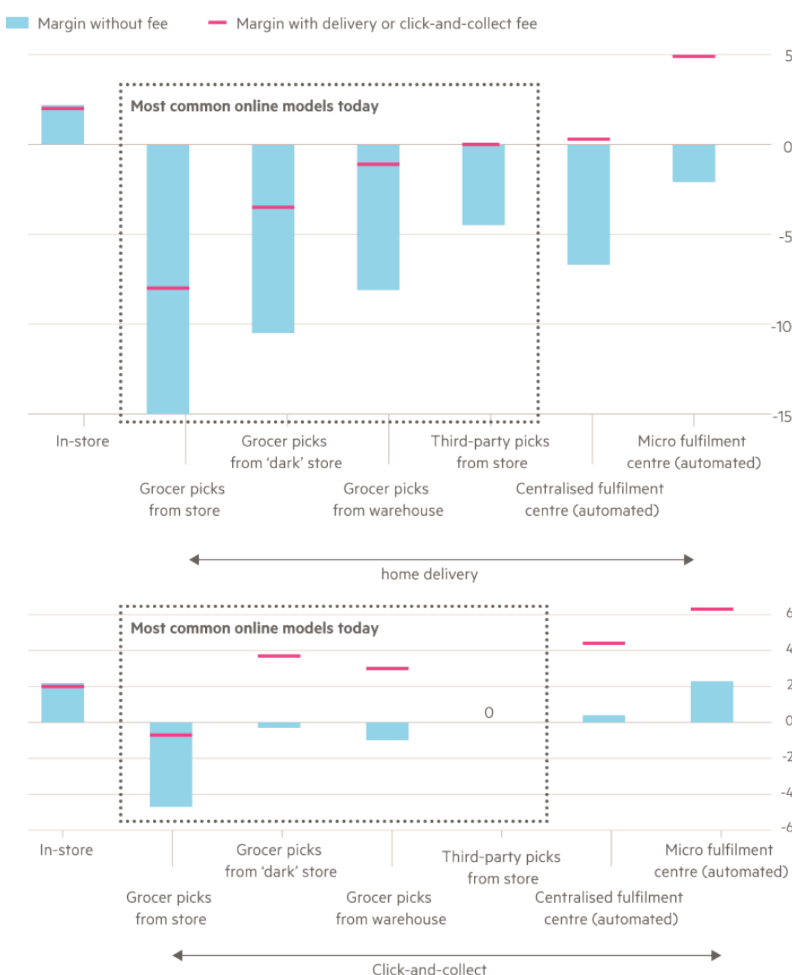 Margin without fee
Margin with delivery or click-and-collect fee
5
Most common online models today
0
-5
-10
-15
In-store
Grocer picks
from ‘dark’ store
Third-party picks
from store
Micro fulfilment
centre (automated)
Grocer picks
from store
Grocer picks
from warehouse
Centralised fulfilment
centre (automated)
home delivery
6
Most common online models today
4
2
0
0
-2
-4
-6
In-store
Grocer picks
from ‘dark’ store
Third-party picks
from store
Micro fulfilment
centre (automated)
Grocer picks
from store
Grocer picks
from warehouse
Centralised fulfilment
centre (automated)
Click-and-collect